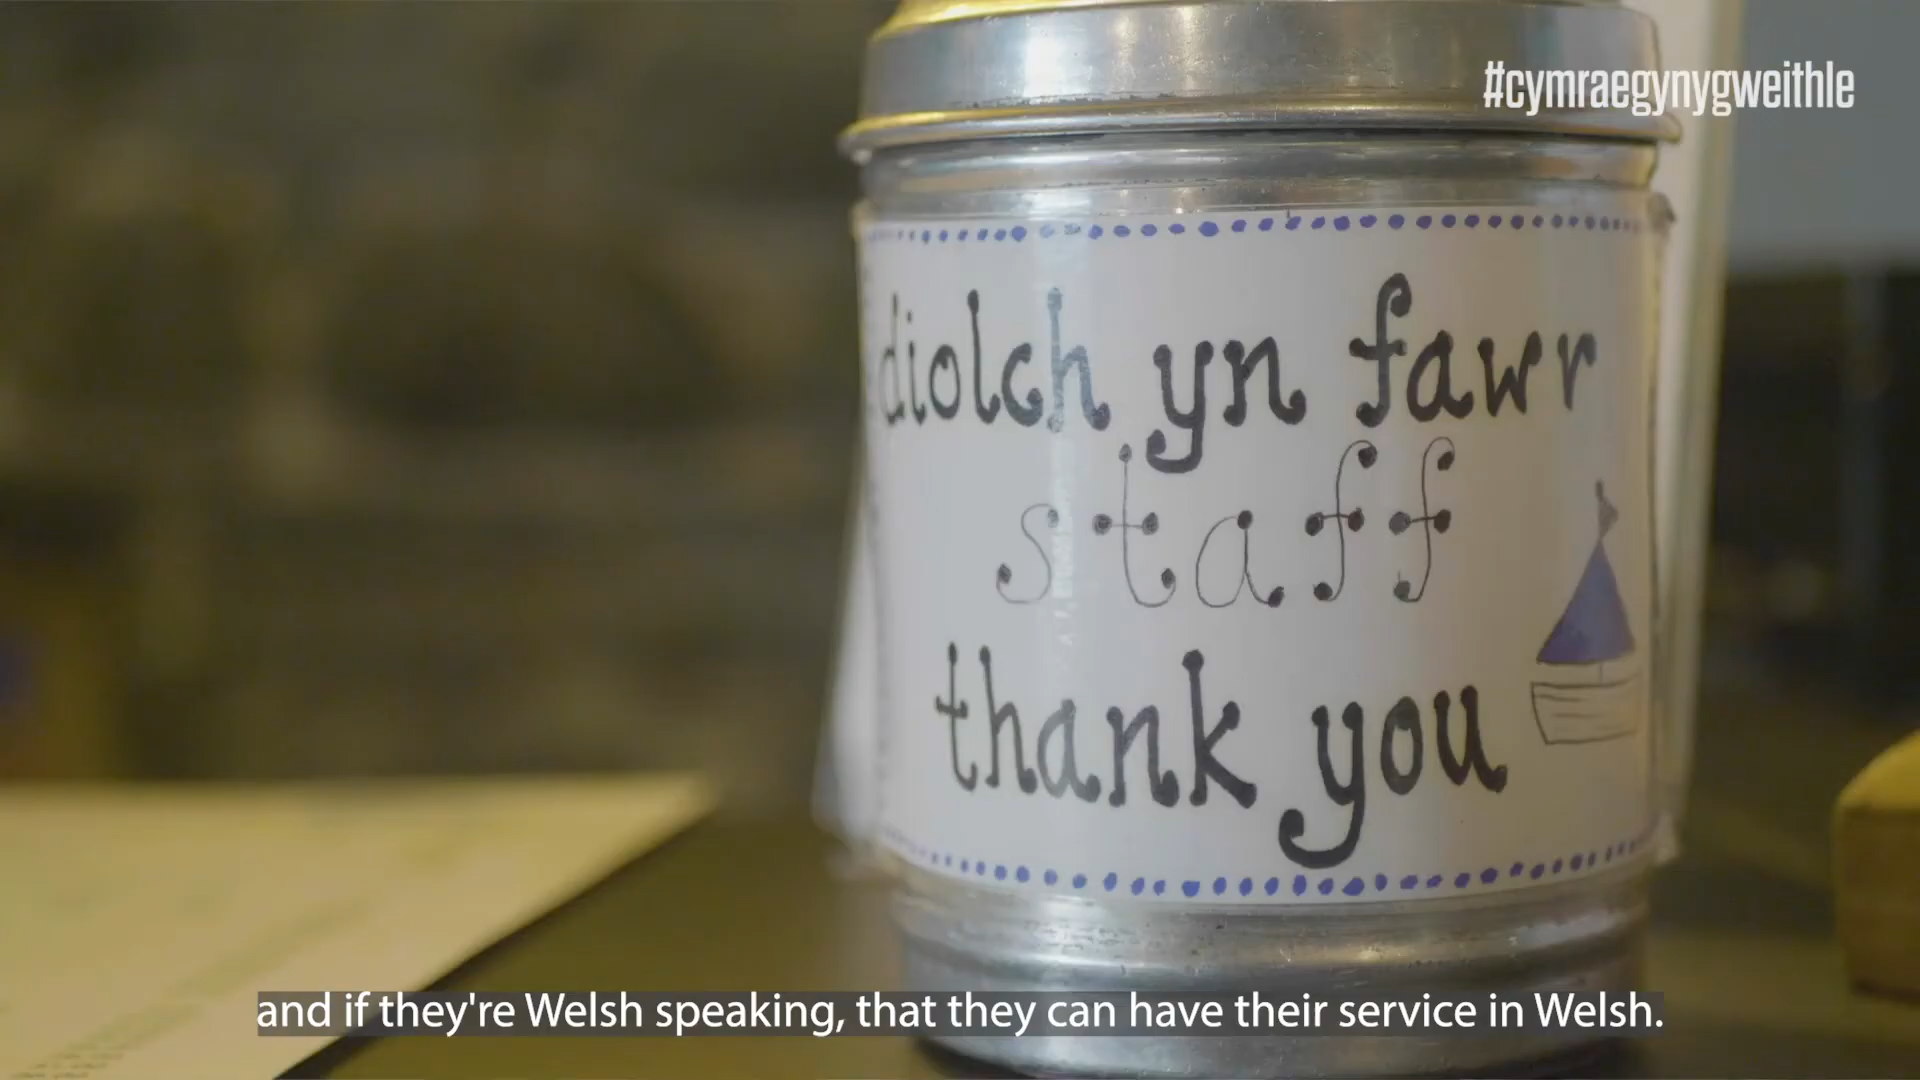 #cymraegynygweithle
diolch yn fawr
staff
thank you
and if they're Welsh speaking, that they can have their service in Welsh.